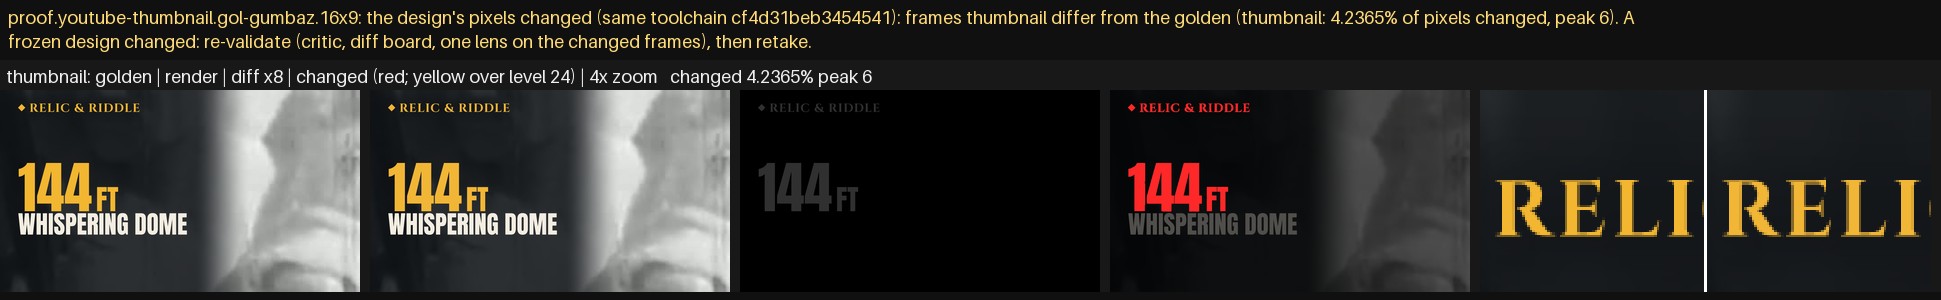 proof.youtube-thumbnail.gol-gumbaz.16x9: the design's pixels changed (same toolchain cf4d31beb3454541): frames thumbnail differ from the golden (thumbnail: 4.2365% of pixels changed, peak 6). A
frozen design changed: re-validate (critic, diff board, one lens on the changed frames), then retake.
thumbnail: golden | render | diff x8 | changed (red; yellow over level 24) | 4x zoom changed 4.2365% peak 6
RELIC & RIDDLE
144 FT
WHISPERING DOME
RELIC & RIDDLE
144 FT
WHISPERING DOME
RELIC & RIDDLE
144 FT
RELIC & RIDDLE
144 FT
WHISPERING DOME
RELI
RELI